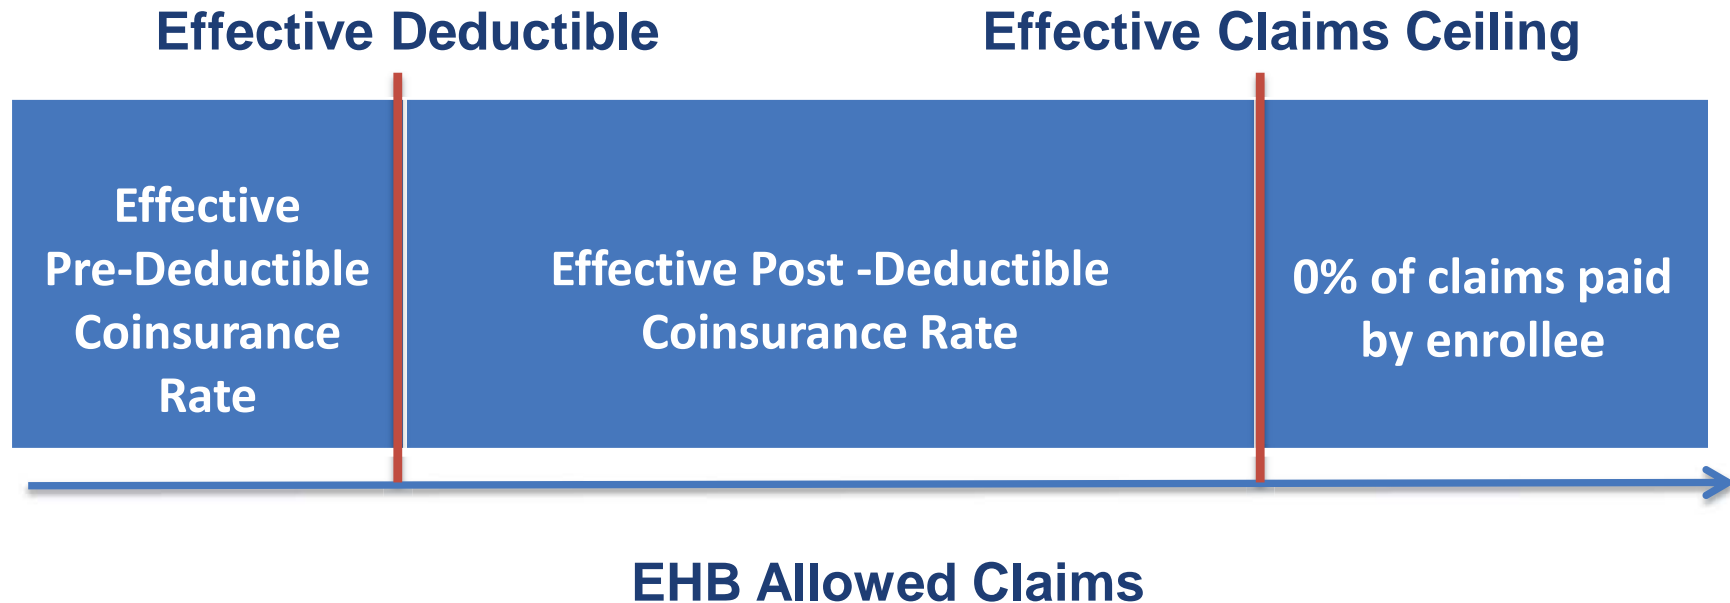 Effective Deductible
Effective Claims Ceiling
Effective
Pre-Deductible
Coinsurance
Rate
Effective Post -Deductible
Coinsurance Rate
0% of claims paid
by enrollee
EHB Allowed Claims